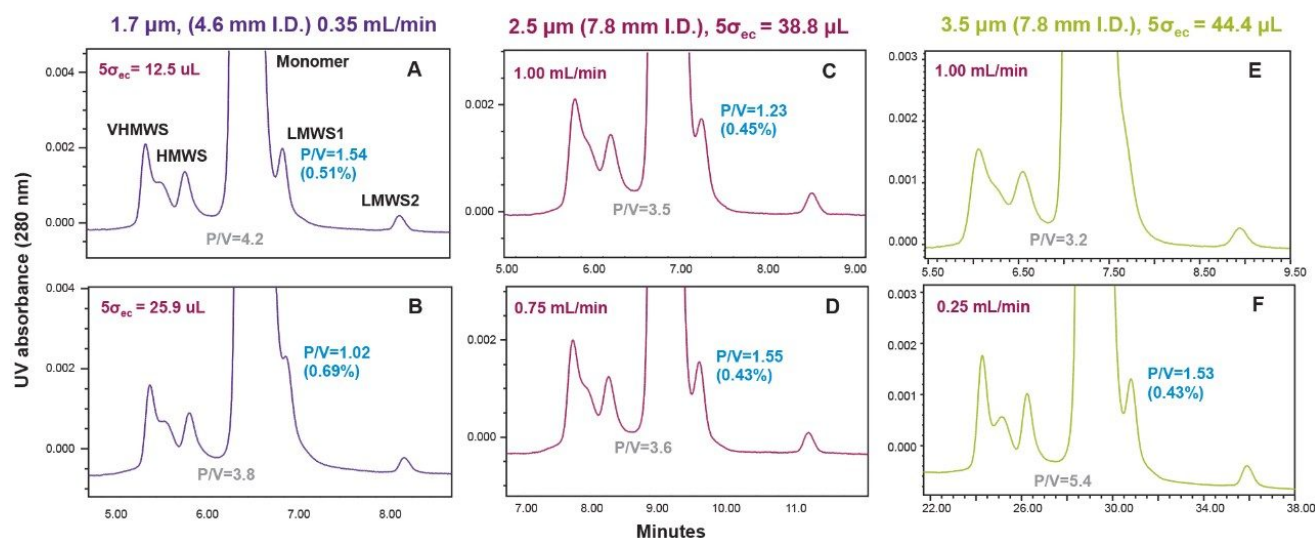 1.7 µm, (4.6 mm I.D.) 0.35 mL/min
2.5 µm (7.8 mm I.D.), 5σec = 38.8 µL
3.5 µm (7.8 mm I.D.), 5σec = 44.4 µL
UV absorbance (280 nm)
0.004
0.002
0.000
5σec = 12.5 uL
Monomer
A
VHMWS
HMWS
LMWS1
P/V=1.54
(0.51%)
LMWS2
P/V=4.2
0.002
0.000
1.00 mL/min
C
P/V=1.23
(0.45%)
P/V=3.5
5.00 6.00 7.00 8.00 9.00
0.003
0.002
0.001
0.000
1.00 mL/min
E
P/V=3.2
5.50 6.50 7.50 8.50 9.50
0.004
0.002
0.000
5σec = 25.9 uL
B
P/V=1.02
(0.69%)
P/V=3.8
5.00 6.00 7.00 8.00
0.002
0.000
0.75 mL/min
D
P/V=1.55
(0.43%)
P/V=3.6
7.00 8.00 9.00 10.00 11.0
0.003
0.002
0.001
0.000
0.25 mL/min
F
P/V=1.53
(0.43%)
P/V=5.4
22.00 26.00 30.00 34.00 38.00
Minutes